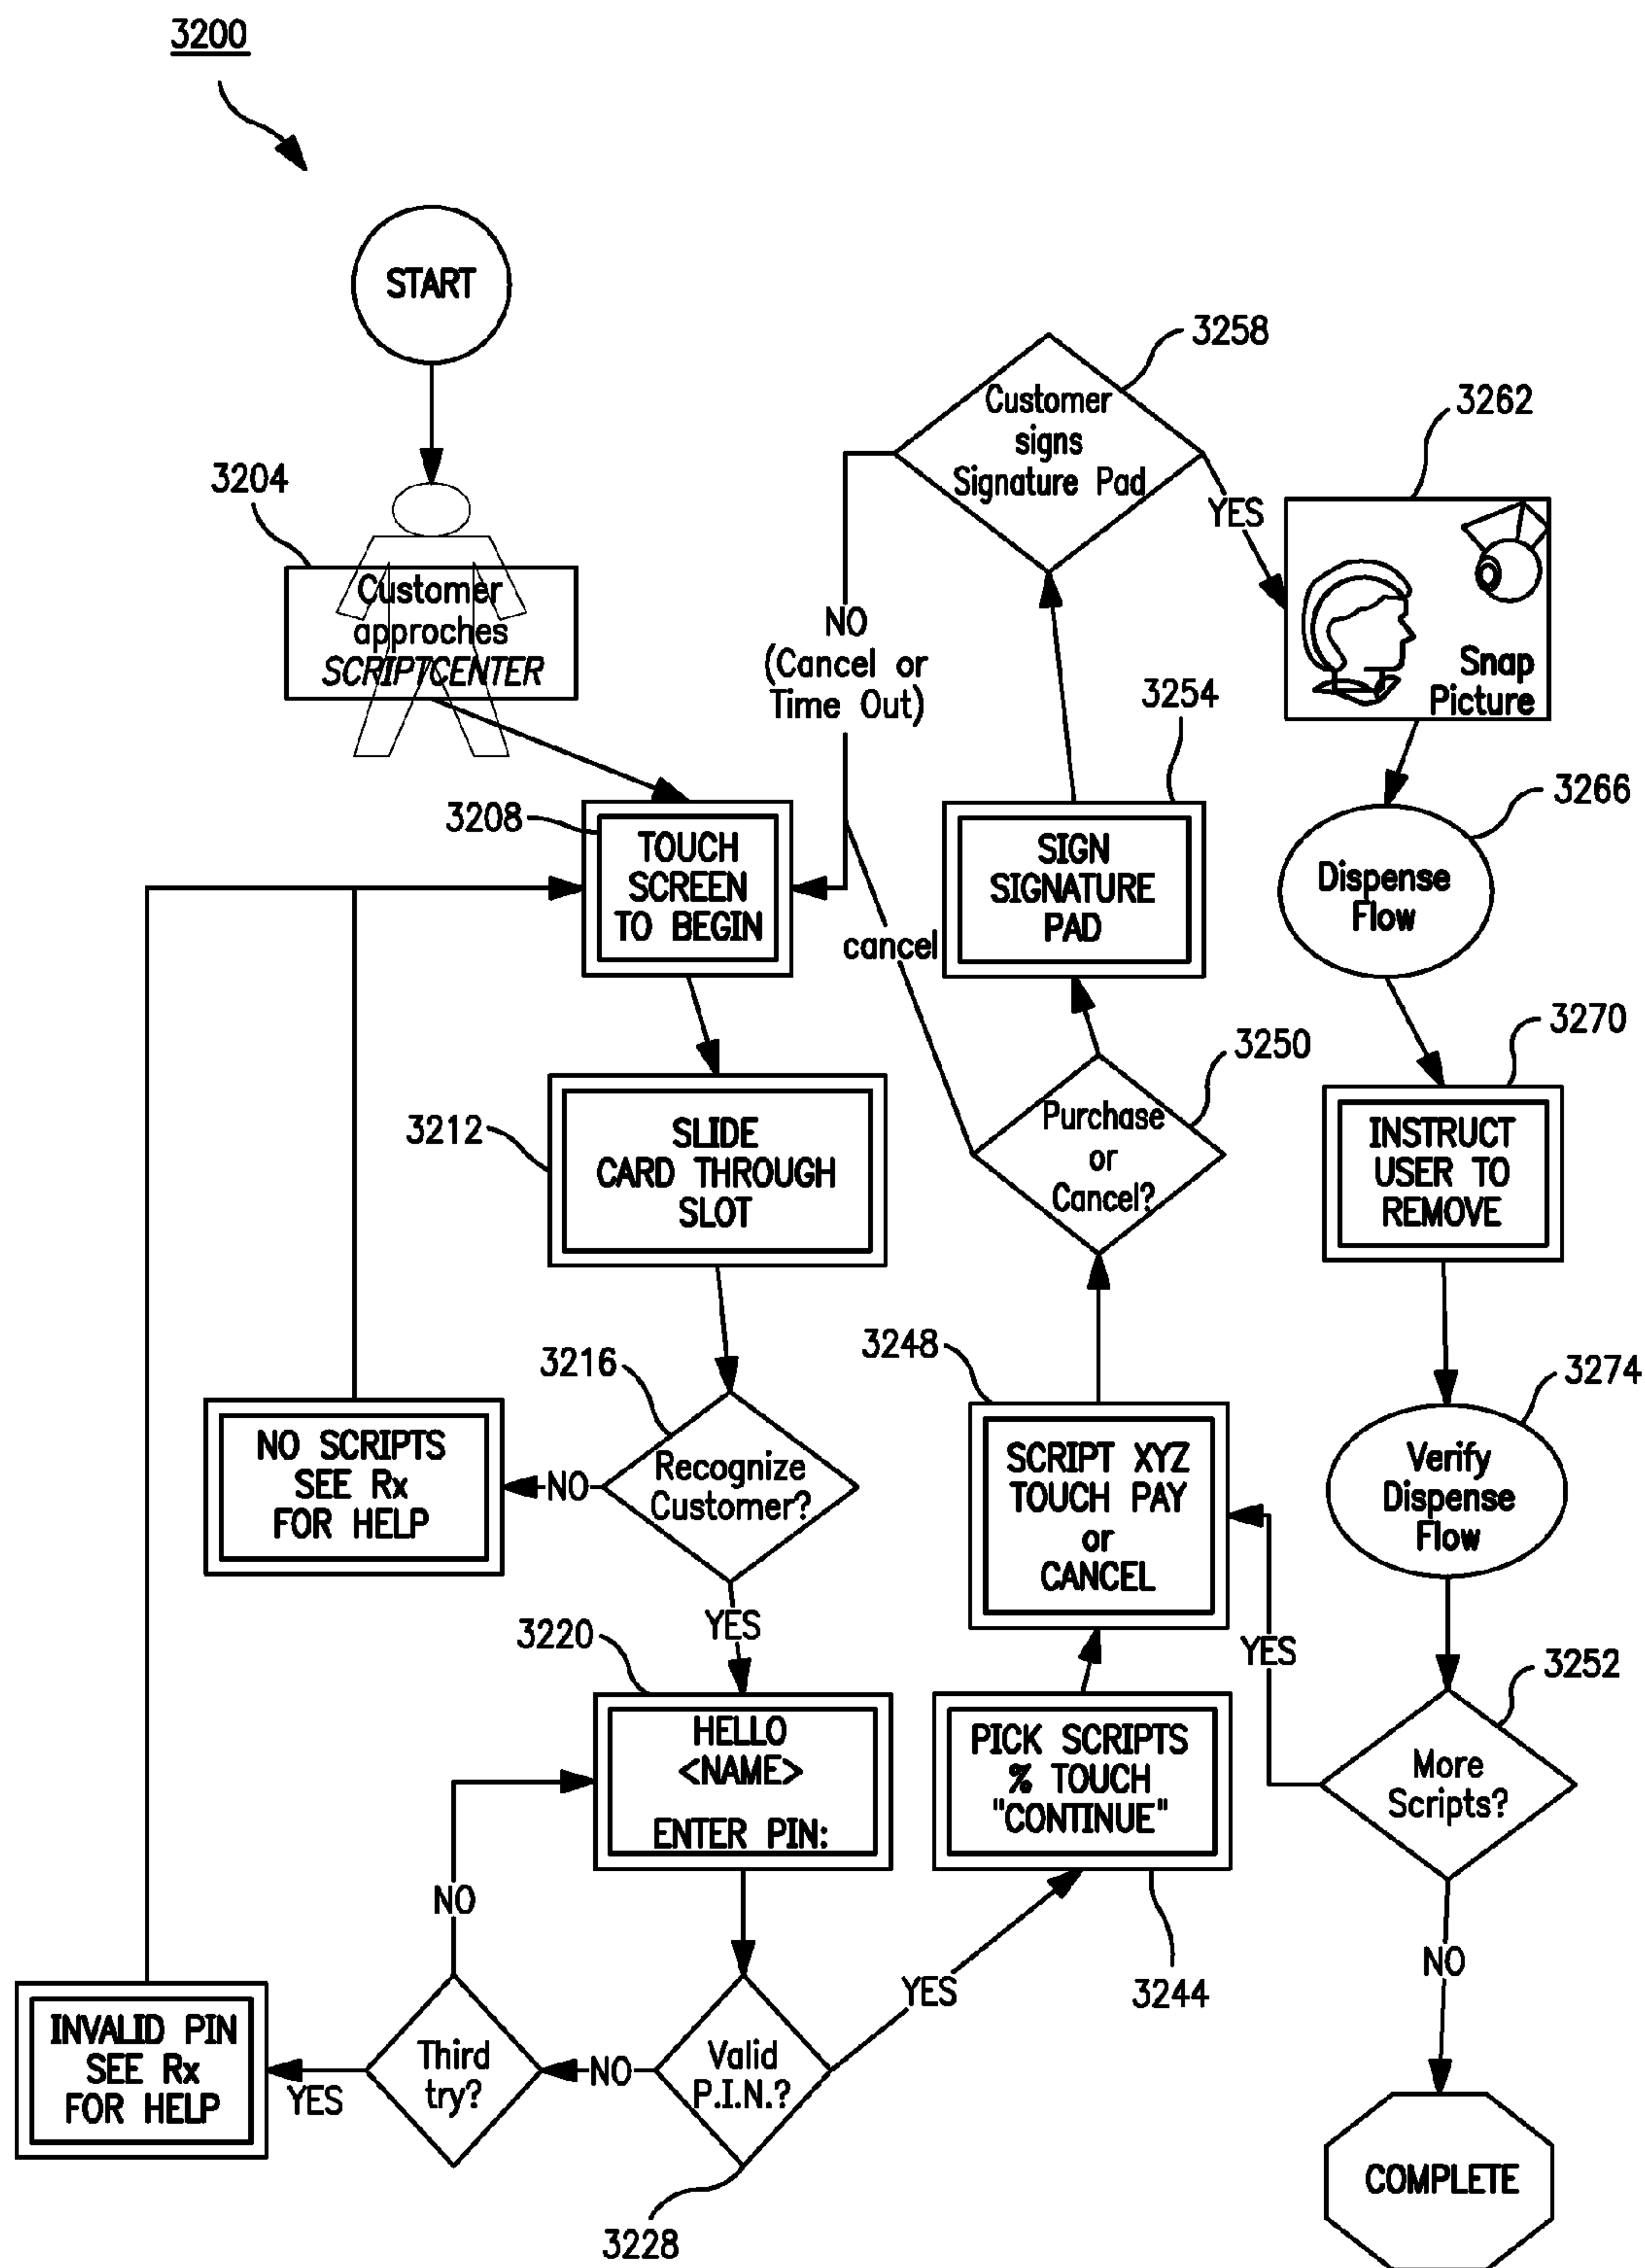 3200
START
3204
Customer
approches
SCRIPTCENTER
3208
TOUCH
SCREEN
TO BEGIN
3212
SLIDE
CARD THROUGH
SLOT
3216
Recognize
Customer?
NO
NO SCRIPTS
SEE Rx
FOR HELP
YES
3220
HELLO
<NAME>
ENTER PIN:
NO
Third
try?
NO
Valid
P.I.N.?
3228
YES
INVALID PIN
SEE Rx
FOR HELP
YES
PICK SCRIPTS
% TOUCH
"CONTINUE"
3244
3248
SCRIPT XYZ
TOUCH PAY
or
CANCEL
3250
Purchase
or
Cancel?
cancel
3254
SIGN
SIGNATURE
PAD
3258
Customer
signs
Signature Pad
NO
(Cancel or
Time Out)
YES
3262
Snap
Picture
3266
Dispense
Flow
3270
INSTRUCT
USER TO
REMOVE
3274
Verify
Dispense
Flow
3252
More
Scripts?
YES
NO
COMPLETE